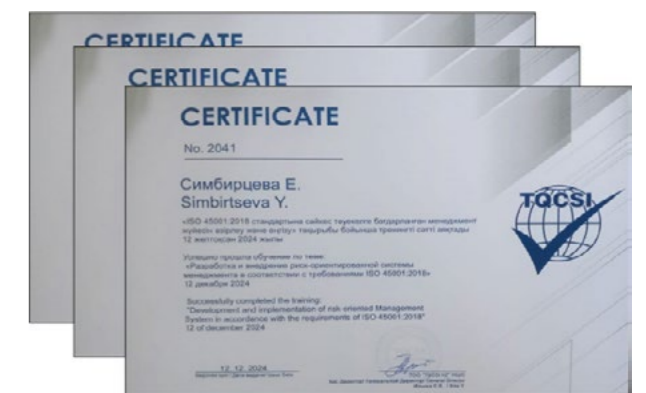 CERTIFICATE
CERTIFICATE
CERTIFICATE
No. 2041
Симбирцева Е.
Simbirtseva Y.
TQCSI
«ISO 45001:2018 стандартына сәйкес тәуекелге бағдарланған менеджмент
жүйесін әзірлеу және енгізу» тақырыбы бойынша тренингті сәтті аяқтады
12 желтоқсан 2024 жылы
Успешно прошла обучение по теме:
«Разработка и внедрение риск-ориентированной системы
менеджмента в соответствии с требованиями ISO 45001:2018»
12 декабря 2024
Successfully completed the training:
"Development and implementation of risk oriented Management
System in accordance with the requirements of ISO 45001:2018"
12 of december 2024
12. 12. 2024